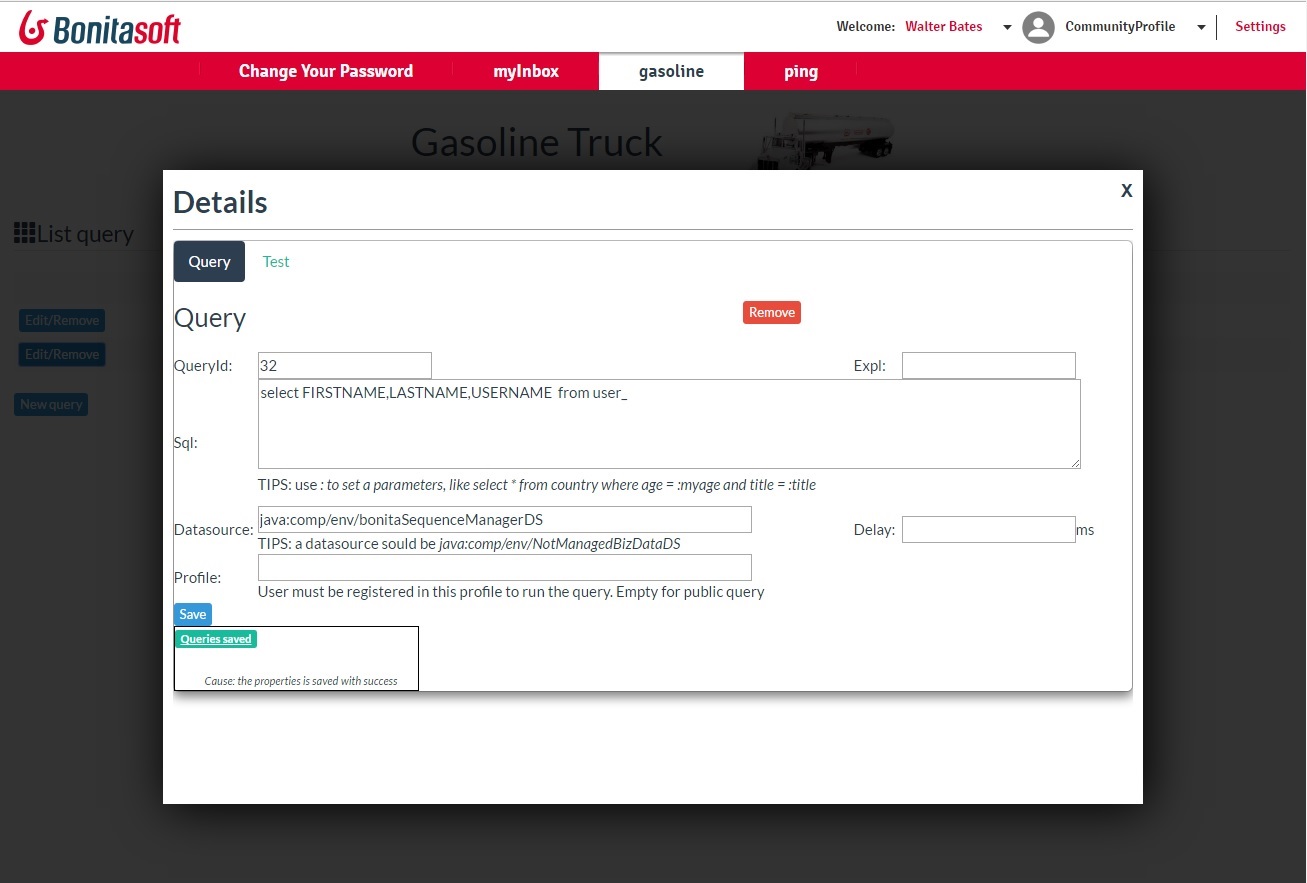 Bonitasoft
Welcome: Walter Bates CommunityProfile Settings
Change Your Password myInbox gasoline ping
Gasoline Truck
Details X
List query
Query Test
Query Remove
Edit/Remove
Edit/Remove
New query
QueryId: 32 Expl:
Sql: select FIRSTNAME,LASTNAME,USERNAME from user_
TIPS: use : to set a parameters, like select * from country where age = :myage and title = :title
Datasource: java:comp/env/bonitaSequenceManagerDS Delay: ms
TIPS: a datasource sould be java:comp/env/NotManagedBizDataDS
Profile:
User must be registered in this profile to run the query. Empty for public query
Save
Queries saved
Cause: the properties is saved with success